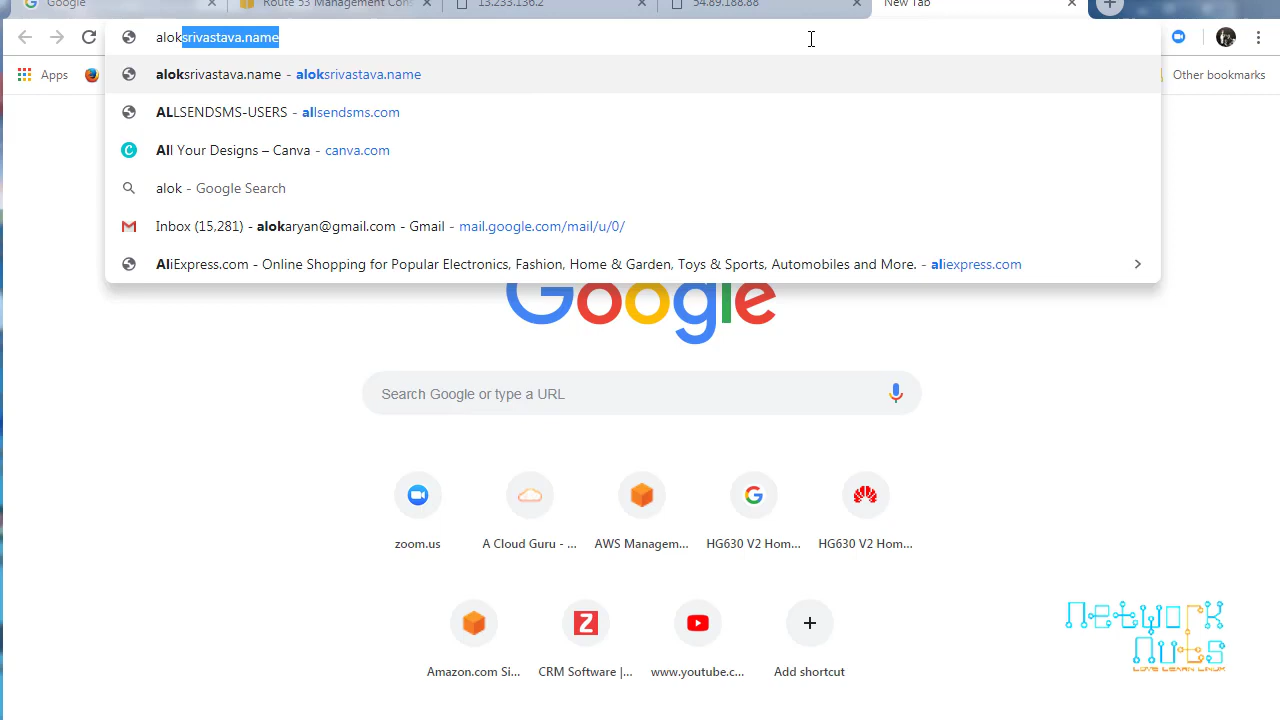 Google
Route 53 Management Cons
13.233.136.2
54.89.188.88
New Tab
aloksrivastava.name
Apps
Other bookmarks
aloksrivastava.name - aloksrivastava.name
ALLSENDSMS-USERS - allsendsms.com
All Your Designs – Canva - canva.com
alok - Google Search
Inbox (15,281) - alokaryan@gmail.com - Gmail - mail.google.com/mail/u/0/
AliExpress.com - Online Shopping for Popular Electronics, Fashion, Home & Garden, Toys & Sports, Automobiles and More. - aliexpress.com
Google
Search Google or type a URL
zoom.us
A Cloud Guru - ...
AWS Managem...
HG630 V2 Hom...
HG630 V2 Hom...
Amazon.com Si...
CRM Software |...
www.youtube.c...
Add shortcut
Network
Nuts
LOVE LEARN LINUX